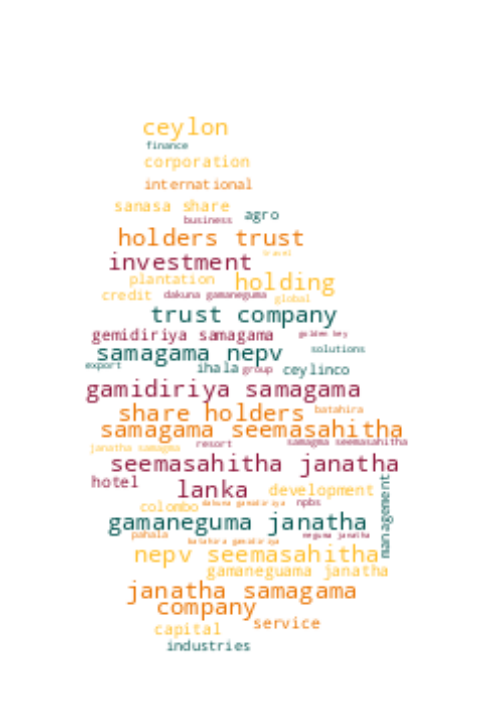 ceylon
finance
corporation
international
sanasa share
business agro
holders trust
investment travel
plantation holding
credit dakuna gamaneguma global
trust company
gemidiriya samagama golden key
samagama nepv solutions
export ihala group ceylinco
gamidiriya samagama
share holders batahira
samagama seemasahitha
janatha samagma resort samagma seemasahitha
seemasahitha janatha
hotel lanka development
colombo dakuna gamidiriya npbs
gamaneguma janatha management
pahala batahira gamidiriya neguma janatha
nepv seemasahitha
gamaneguama janatha
janatha samagama
company
capital service
industries